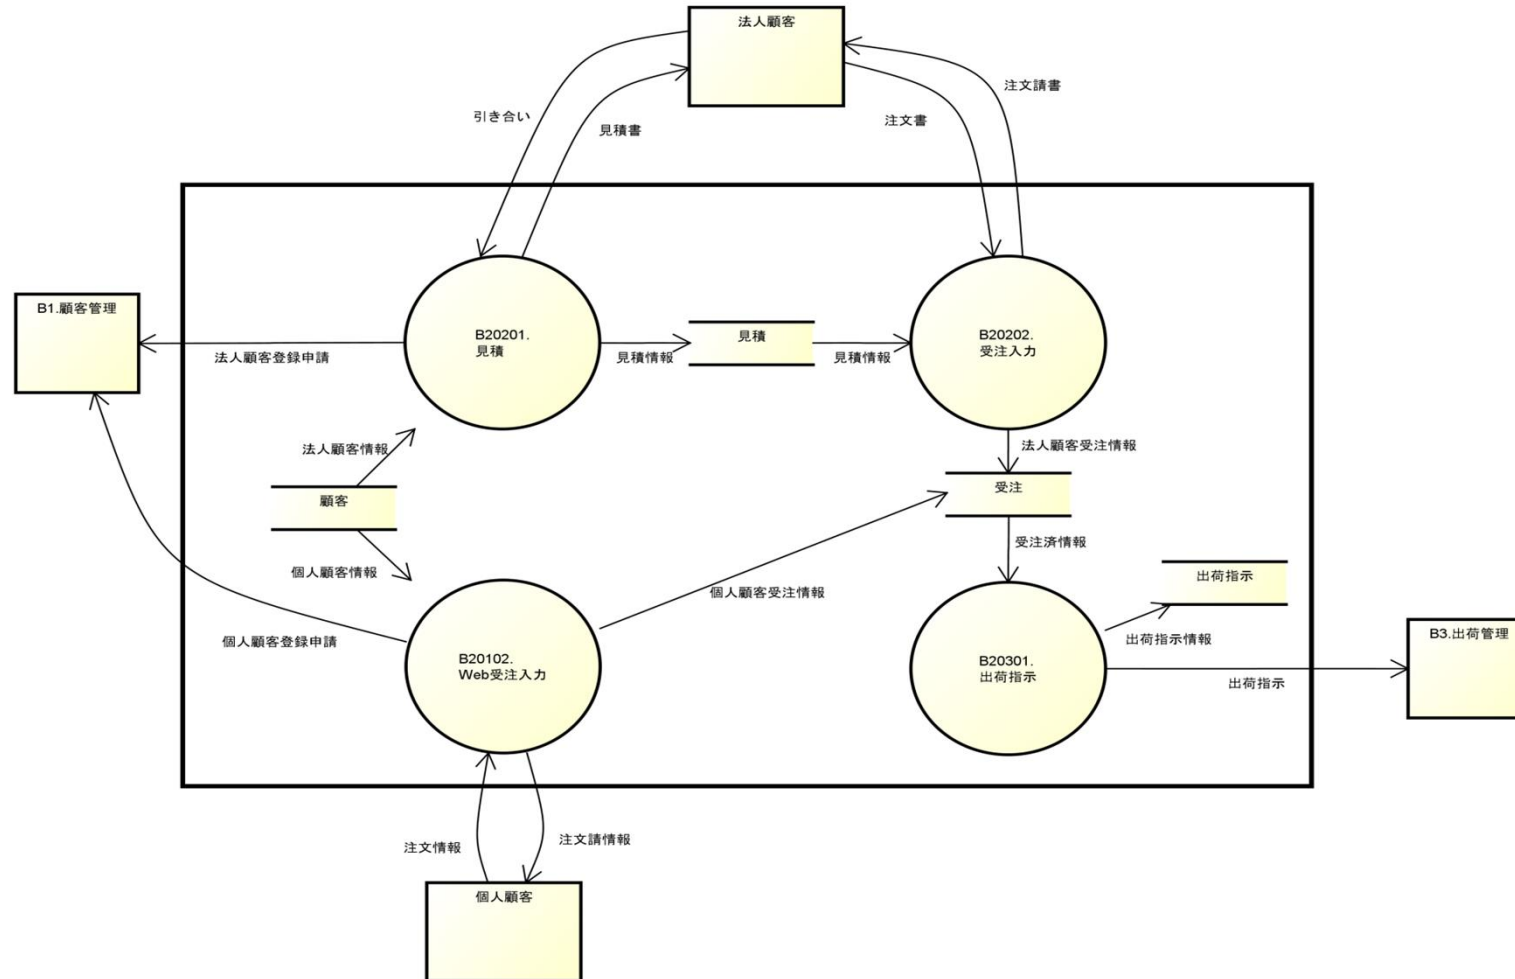 法人顧客
注文請書
引き合い
注文書
見積書
B1.顧客管理
B20201.
見積
見積
B20202.
受注入力
法人顧客登録申請
見積情報
見積情報
法人顧客情報
法人顧客受注情報
顧客
受注
受注済情報
個人顧客情報
出荷指示
個人顧客受注情報
個人顧客登録申請
出荷指示情報
B3.出荷管理
B20102.
Web受注入力
B20301.
出荷指示
出荷指示
注文情報
注文請情報
個人顧客